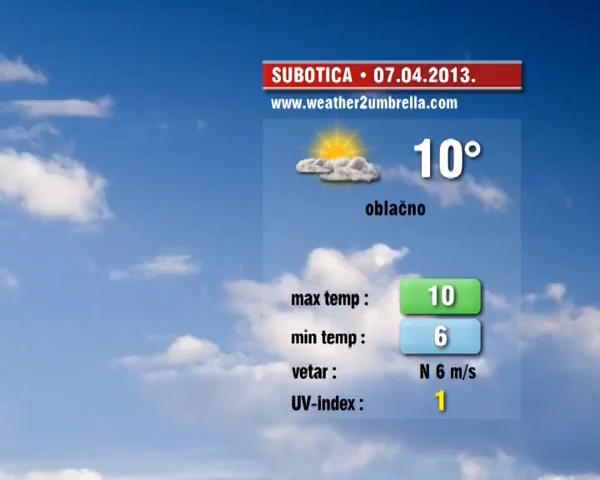 SUBOTICA • 07.04.2013.
www.weather2umbrella.com
10°
oblačno
max temp : 10
min temp : 6
vetar : N 6 m/s
UV-index : 1